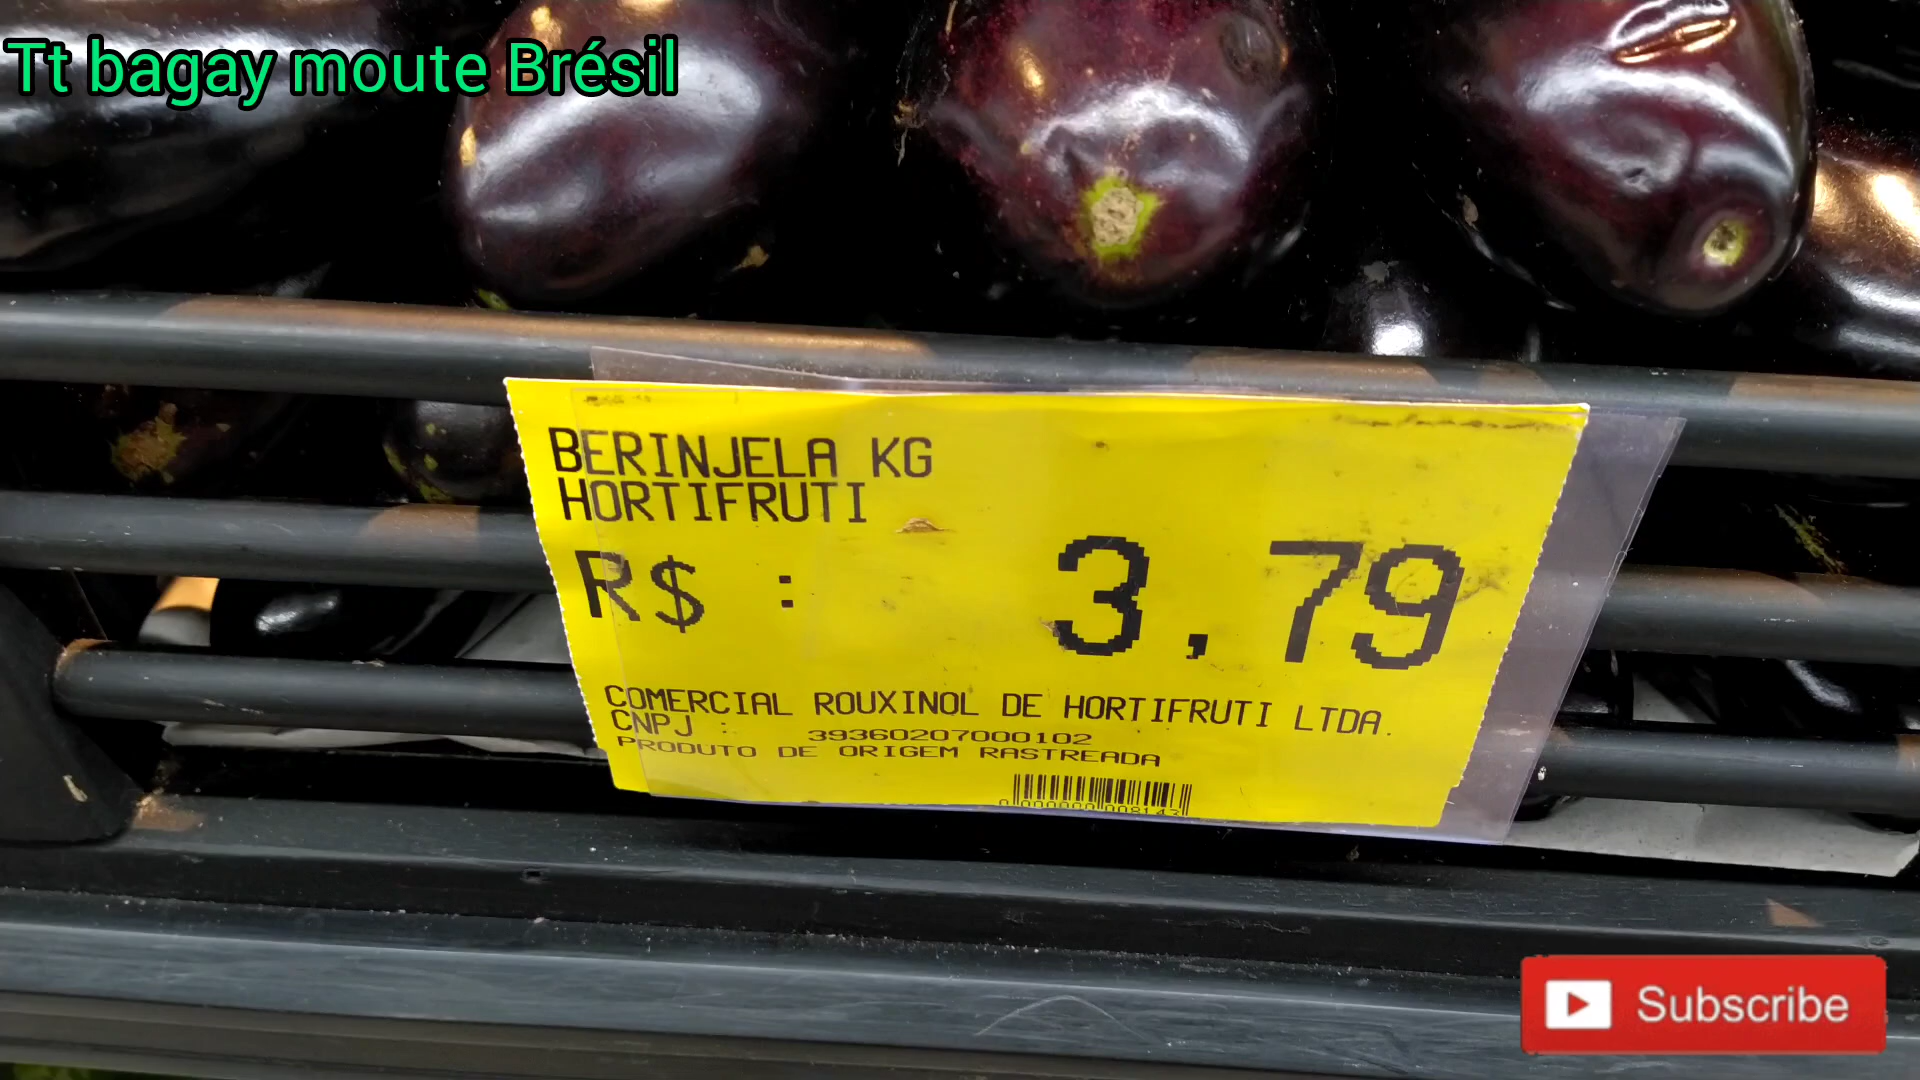 Tt bagay moute Brésil
BERINJELA KG
HORTIFRUTI
R$ : 3,79
COMERCIAL ROUXINOL DE HORTIFRUTI LTDA.
CNPJ : 39360207000102
PRODUTO DE ORIGEM RASTREADA
Subscribe